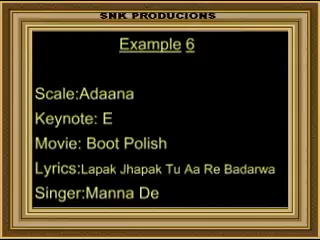 SNK PRODUCIONS
Example 6
Scale:Adaana
Keynote: E
Movie: Boot Polish
Lyrics:Lapak Jhapak Tu Aa Re Badarwa
Singer:Manna De